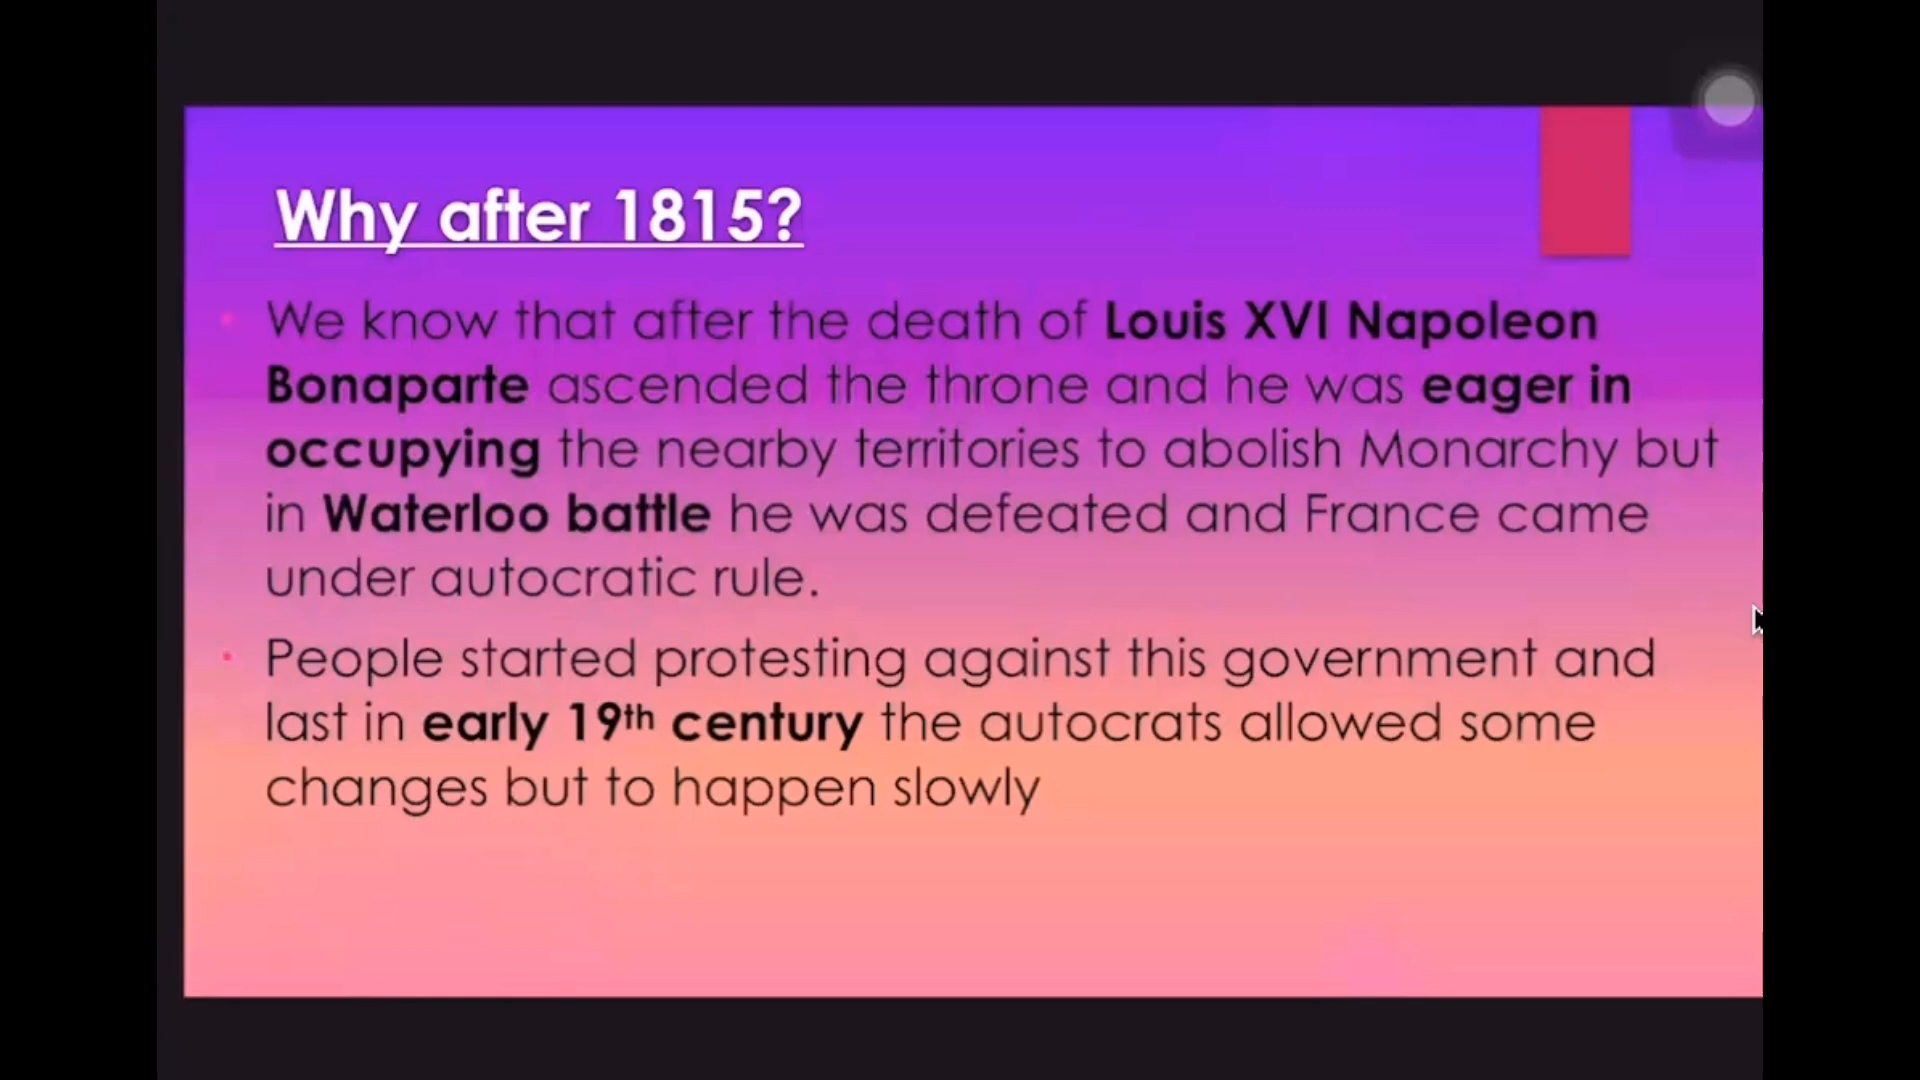 Why after 1815?
We know that after the death of Louis XVI Napoleon
Bonaparte ascended the throne and he was eager in
occupying the nearby territories to abolish Monarchy but
in Waterloo battle he was defeated and France came
under autocratic rule.
People started protesting against this government and
last in early 19th century the autocrats allowed some
changes but to happen slowly